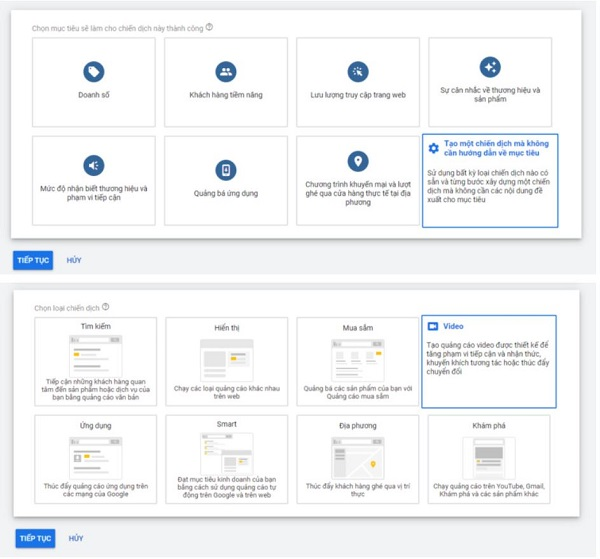 Chọn mục tiêu sẽ làm cho chiến dịch này thành công
Doanh số
Khách hàng tiềm năng
Lưu lượng truy cập trang web
Sự cân nhắc về thương hiệu và
sản phẩm
Mức độ nhận biết thương hiệu và
phạm vi tiếp cận
Quảng bá ứng dụng
Chương trình khuyến mại và lượt
ghé qua cửa hàng thực tế tại địa
phương
Tạo một chiến dịch mà không
cần hướng dẫn về mục tiêu
Sử dụng bất kỳ loại chiến dịch nào có
sẵn và từng bước xây dựng một chiến
dịch mà không cần các nội dung đề
xuất cho mục tiêu
TIẾP TỤC
HỦY
Chọn loại chiến dịch
Tìm kiếm
Tiếp cận những khách hàng quan
tâm đến sản phẩm hoặc dịch vụ của
bạn bằng quảng cáo văn bản
Hiển thị
Chạy các loại quảng cáo khác nhau
trên web
Mua sắm
Quảng bá các sản phẩm của bạn với
Quảng cáo mua sắm
Video
Tạo quảng cáo video được thiết kế để
tăng phạm vi tiếp cận và nhận thức,
khuyến khích tương tác hoặc thúc đẩy
chuyển đổi
Ứng dụng
Thúc đẩy quảng cáo ứng dụng trên
các mạng của Google
Smart
Đạt mục tiêu kinh doanh của bạn
bằng cách sử dụng quảng cáo tự
động trên Google và trên web
Địa phương
Thúc đẩy khách hàng ghé qua vị trí
thực
Khám phá
Chạy quảng cáo trên YouTube, Gmail,
Khám phá và các sản phẩm khác
TIẾP TỤC
HỦY